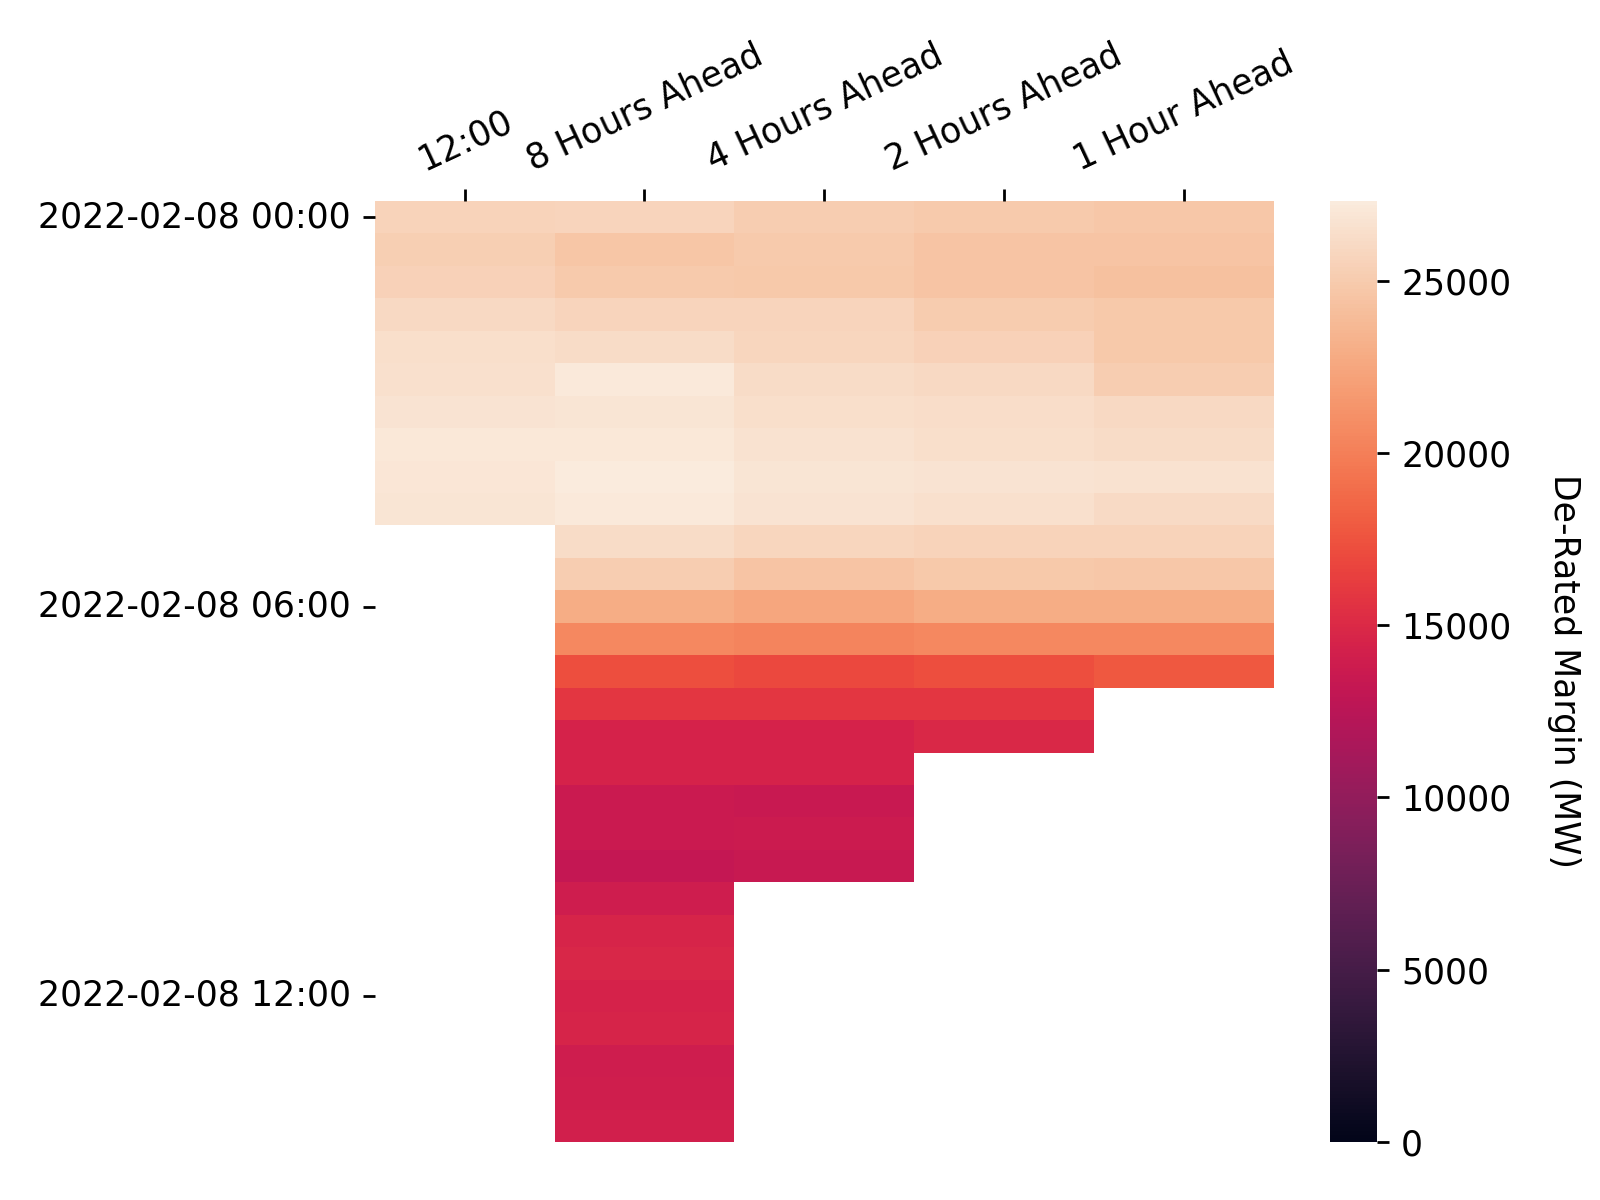 12:00
8 Hours Ahead
4 Hours Ahead
2 Hours Ahead
1 Hour Ahead
2022-02-08 00:00
2022-02-08 06:00
2022-02-08 12:00
25000
20000
15000
10000
5000
0
De-Rated Margin (MW)